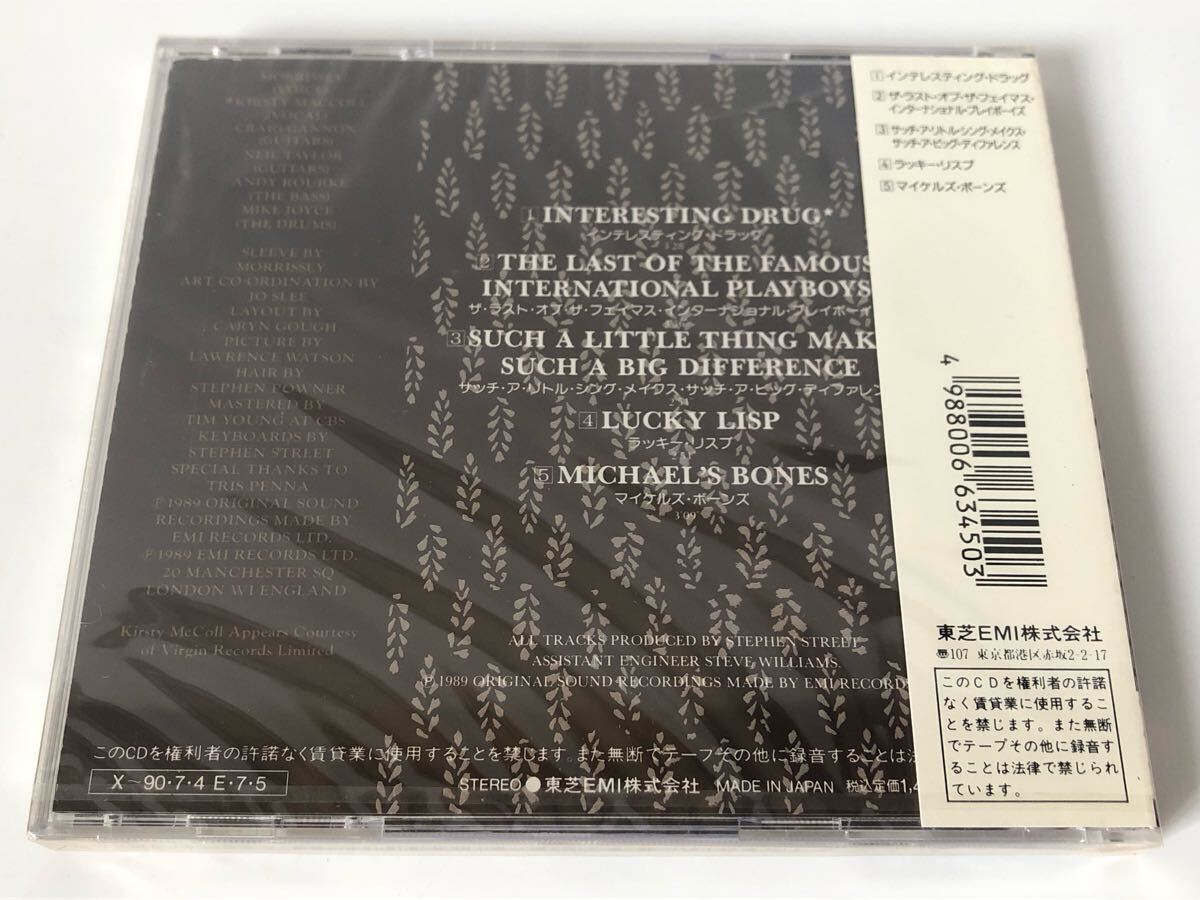 MORRISSEY
(VOICE)
*KIRSTY MACCOLL
(VOCAL)
CRAIG GANNON
(GUITARS)
NEIL TAYLOR
(GUITARS)
ANDY ROURKE
(THE BASS)
MIKE JOYCE
(THE DRUMS)
SLEEVE BY
MORRISSEY
ART CO-ORDINATION BY
JO SLEE
LAYOUT BY
CARYN GOUGH
PICTURE BY
LAWRENCE WATSON
HAIR BY
STEPHEN DOWNER
MASTERED BY
TIM YOUNG AT CBS
KEYBOARDS BY
STEPHEN STREET
SPECIAL THANKS TO
TRIS PENNA
℗1989 ORIGINAL SOUND
RECORDINGS MADE BY
EMI RECORDS LTD.
℗1989 EMI RECORDS LTD.
20 MANCHESTER SQ
LONDON W1 ENGLAND
Kirsty McColl Appears Courtesy
of Virgin Records Limited
1 INTERESTING DRUG*
インテレスティング・ドラッグ
3'28
2 THE LAST OF THE FAMOUS
INTERNATIONAL PLAYBOYS
ザ・ラスト・オブ・ザ・フェイマス・インターナショナル・プレイボーイ
3 SUCH A LITTLE THING MAK
SUCH A BIG DIFFERENCE
サッチ・ア・リトル・シング・メイクス・サッチ・ア・ビッグ・ディファレン
4 LUCKY LISP
ラッキー・リスプ
5 MICHAEL'S BONES
マイケルズ・ボーンズ
3'09
ALL TRACKS PRODUCED BY STEPHEN STREET
ASSISTANT ENGINEER STEVE WILLIAMS.
℗1989 ORIGINAL SOUND RECORDINGS MADE BY EMI RECORDS
このCDを権利者の許諾なく賃貸業に使用することを禁じます。また無断でテープその他に録音することは法
X~90・7・4 E・7・5
STEREO ● 東芝EMI株式会社 MADE IN JAPAN 税込定価1,4
1 インテレスティング・ドラッグ
2 ザ・ラスト・オブ・ザ・フェイマス・
インターナショナル・プレイボーイズ
3 サッチ・ア・リトル・シング・メイクス・
サッチ・ア・ビッグ・ディファレンス
4 ラッキー・リスプ
5 マイケルズ・ボーンズ
4 988006 634503
東芝EMI株式会社
〠107 東京都港区赤坂2-2-17
このCDを権利者の許諾
なく賃貸業に使用するこ
とを禁じます。また無断
でテープその他に録音す
ることは法律で禁じられ
ています。